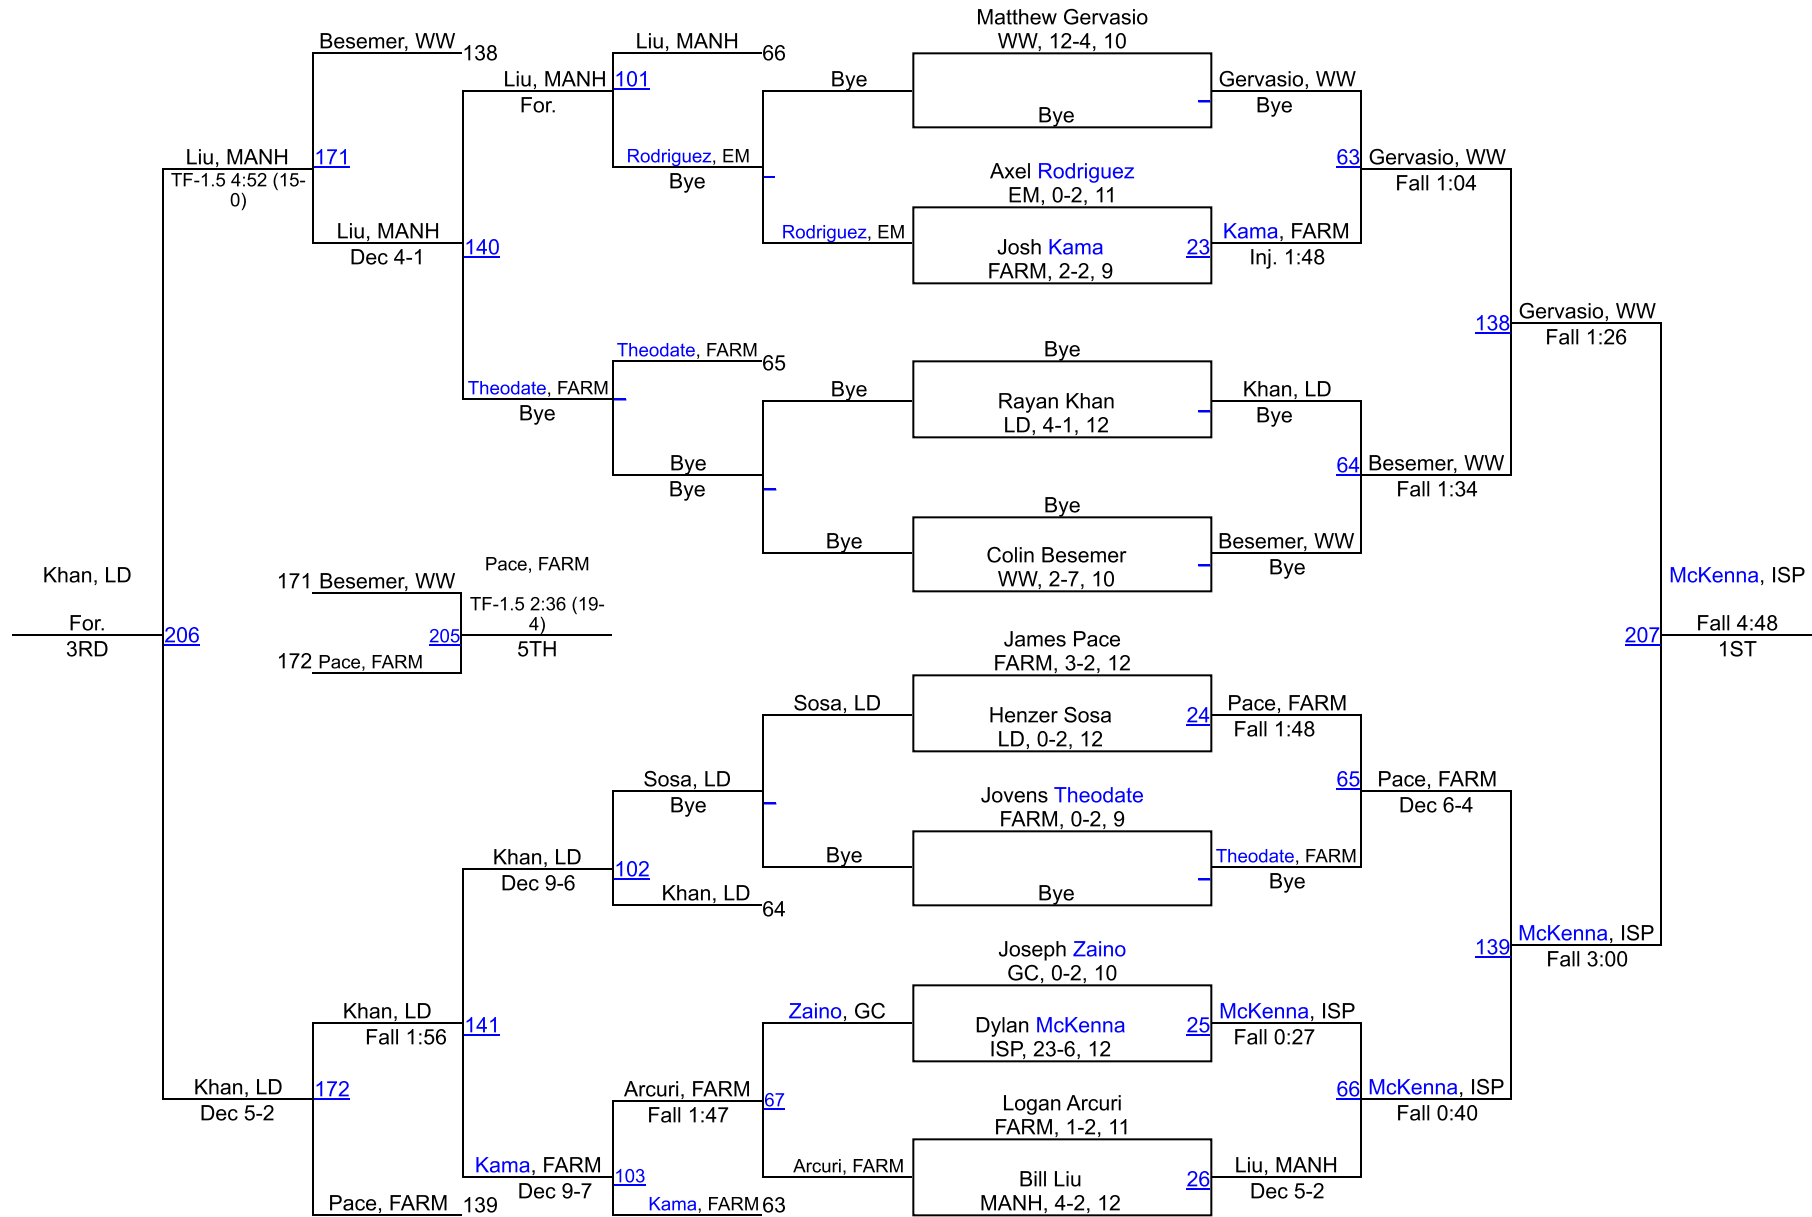 Matthew Gervasio
WW, 12-4, 10
Bye
Axel Rodriguez
EM, 0-2, 11
Josh Kama
FARM, 2-2, 9
23
Bye
Rayan Khan
LD, 4-1, 12
Bye
Colin Besemer
WW, 2-7, 10
James Pace
FARM, 3-2, 12
Henzer Sosa
LD, 0-2, 12
24
Jovens Theodate
FARM, 0-2, 9
Bye
Joseph Zaino
GC, 0-2, 10
Dylan McKenna
ISP, 23-6, 12
25
Logan Arcuri
FARM, 1-2, 11
Bill Liu
MANH, 4-2, 12
26
Gervasio, WW
Bye
Kama, FARM
Inj. 1:48
Khan, LD
Bye
Besemer, WW
Bye
Pace, FARM
Fall 1:48
Theodate, FARM
Bye
McKenna, ISP
Fall 0:27
Liu, MANH
Dec 5-2
63
Gervasio, WW
Fall 1:04
64
Besemer, WW
Fall 1:34
65
Pace, FARM
Dec 6-4
66
McKenna, ISP
Fall 0:40
138
Gervasio, WW
Fall 1:26
139
McKenna, ISP
Fall 3:00
207
McKenna, ISP
Fall 4:48
1ST
Bye
Rodriguez, EM
Bye
Bye
Sosa, LD
Bye
Zaino, GC
Arcuri, FARM
Liu, MANH
66
101
Rodriguez, EM
Bye
Theodate, FARM
65
Bye
Bye
Sosa, LD
Bye
102
Khan, LD
64
Arcuri, FARM
Fall 1:47
67
103
Kama, FARM
63
Liu, MANH
For.
Theodate, FARM
Bye
Khan, LD
Dec 9-6
Kama, FARM
Dec 9-7
Besemer, WW
138
171
Liu, MANH
Dec 4-1
140
Khan, LD
Fall 1:56
141
172
Pace, FARM
139
Liu, MANH
TF-1.5 4:52 (15-
0)
Khan, LD
Dec 5-2
171 Besemer, WW
172 Pace, FARM
205
Pace, FARM
TF-1.5 2:36 (19-
4)
5TH
Khan, LD
For.
3RD
206